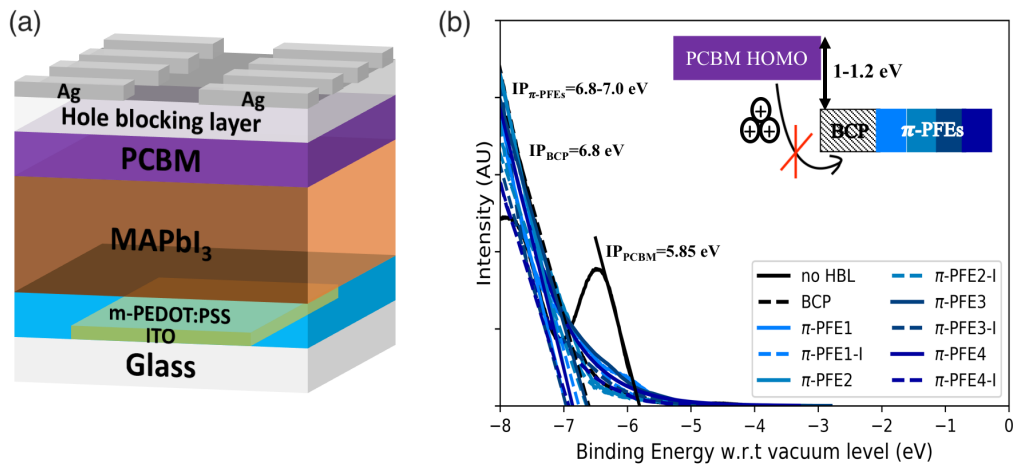 (a)
Ag
Ag
Hole blocking layer
PCBM
MAPbI₃
m-PEDOT:PSS
ITO
Glass
(b)
Intensity (AU)
IPπ-PFEs=6.8-7.0 eV
IPBCP=6.8 eV
IPPCBM=5.85 eV
PCBM HOMO
1-1.2 eV
BCP
π-PFEs
+
+ +
no HBL
BCP
π-PFE1
π-PFE1-I
π-PFE2
π-PFE2-I
π-PFE3
π-PFE3-I
π-PFE4
π-PFE4-I
−8 −7 −6 −5 −4 −3 −2 −1 0
Binding Energy w.r.t vacuum level (eV)